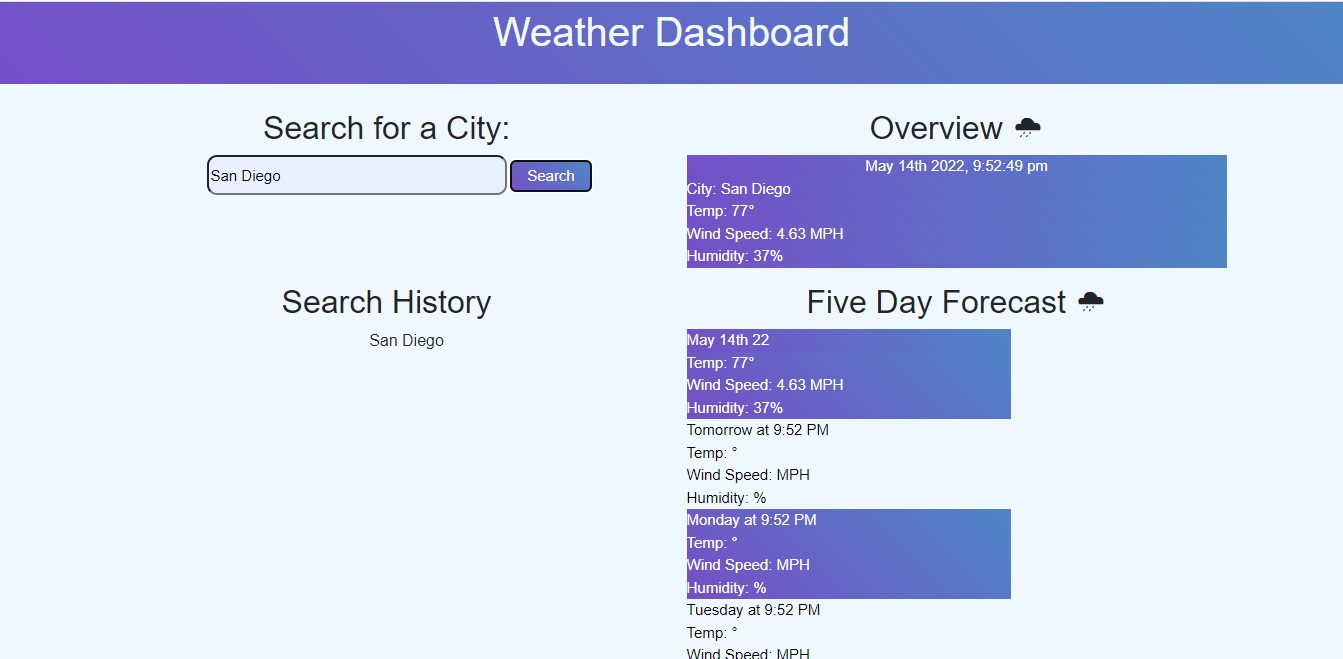 Weather Dashboard
Search for a City:
San Diego
Search
Search History
San Diego
Overview
May 14th 2022, 9:52:49 pm
City: San Diego
Temp: 77°
Wind Speed: 4.63 MPH
Humidity: 37%
Five Day Forecast
May 14th 22
Temp: 77°
Wind Speed: 4.63 MPH
Humidity: 37%
Tomorrow at 9:52 PM
Temp: °
Wind Speed: MPH
Humidity: %
Monday at 9:52 PM
Temp: °
Wind Speed: MPH
Humidity: %
Tuesday at 9:52 PM
Temp: °
Wind Speed: MPH